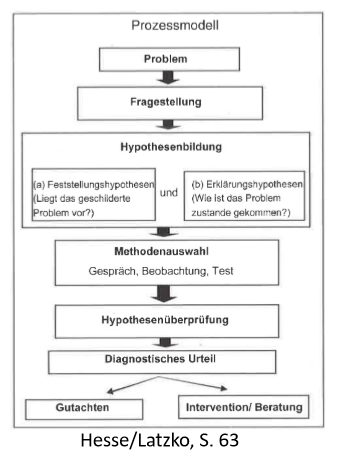 Prozessmodell
Problem
Fragestellung
Hypothesenbildung
(a) Feststellungshypothesen
(Liegt das geschilderte
Problem vor?)
und
(b) Erklärungshypothesen
(Wie ist das Problem
zustande gekommen?)
Methodenauswahl
Gespräch, Beobachtung, Test
Hypothesenüberprüfung
Diagnostisches Urteil
Gutachten
Intervention/ Beratung
Hesse/Latzko, S. 63